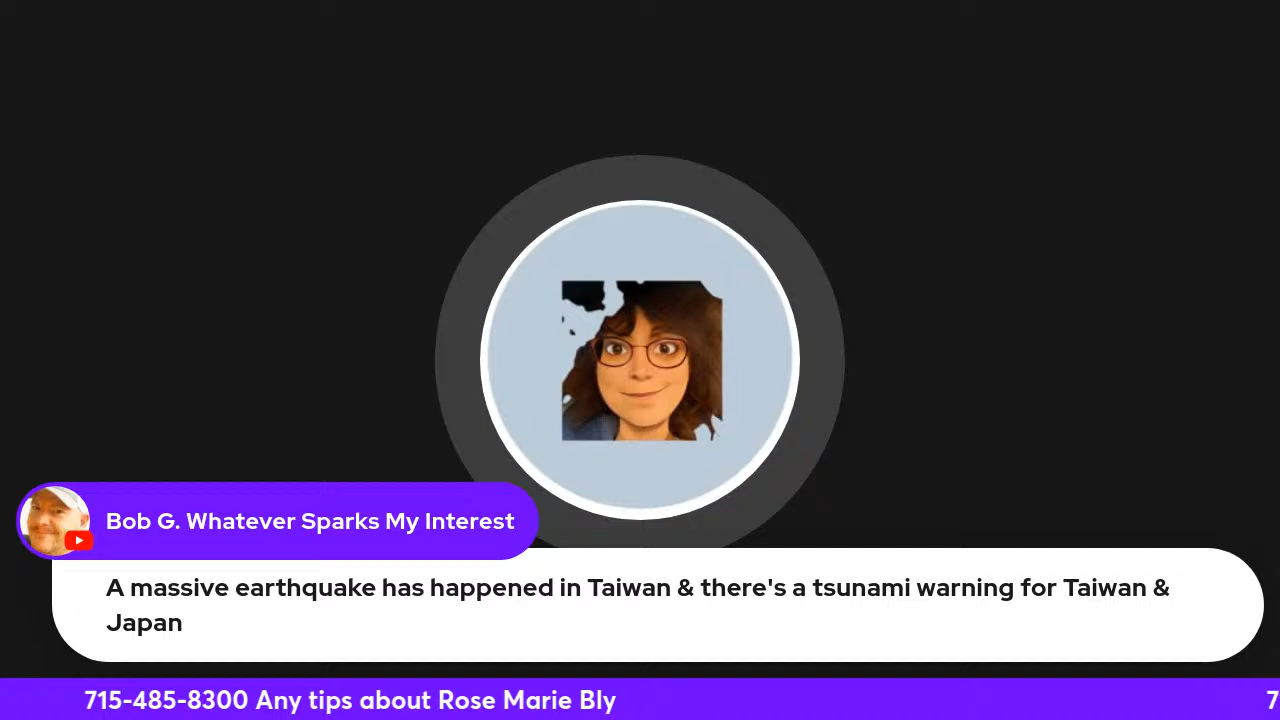 Bob G. Whatever Sparks My Interest
A massive earthquake has happened in Taiwan & there's a tsunami warning for Taiwan &
Japan
715-485-8300 Any tips about Rose Marie Bly 7